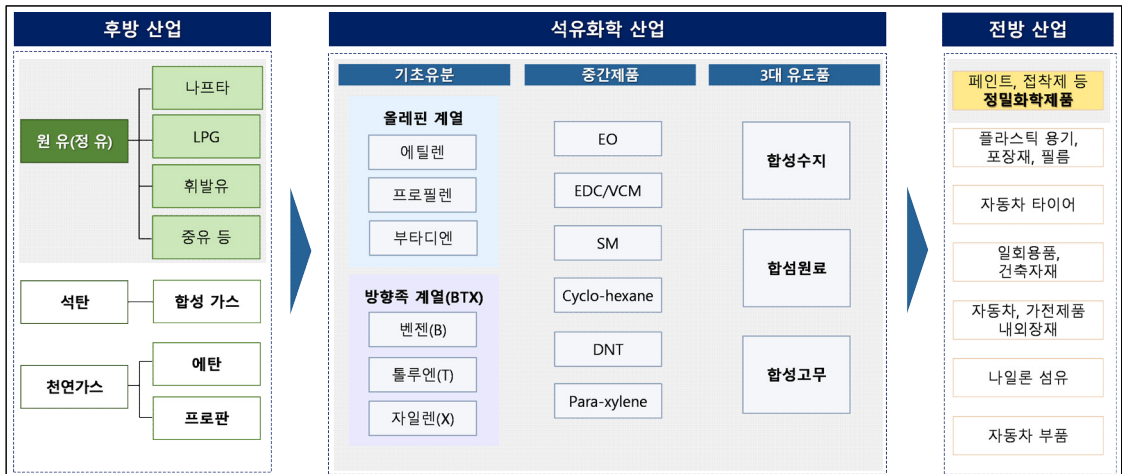 후방 산업
원 유(정 유)
나프타
LPG
휘발유
중유 등
석탄
합성 가스
천연가스
에탄
프로판
석유화학 산업
기초유분
올레핀 계열
에틸렌
프로필렌
부타디엔
방향족 계열(BTX)
벤젠(B)
톨루엔(T)
자일렌(X)
중간제품
EO
EDC/VCM
SM
Cyclo-hexane
DNT
Para-xylene
3대 유도품
합성수지
합섬원료
합성고무
전방 산업
페인트, 접착제 등
정밀화학제품
플라스틱 용기,
포장재, 필름
자동차 타이어
일회용품,
건축자재
자동차, 가전제품
내외장재
나일론 섬유
자동차 부품